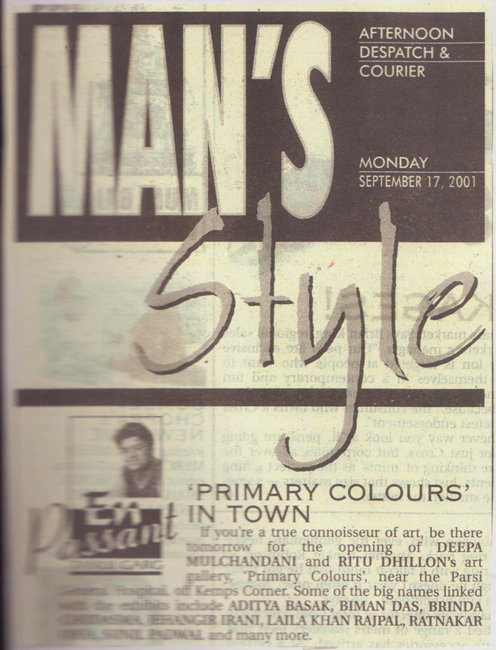 MAN'S
AFTERNOON
DESPATCH &
COURIER
MONDAY
SEPTEMBER 17, 2001
Style
En
Passant
'PRIMARY COLOURS'
IN TOWN
If you're a true connoisseur of art, be there
tomorrow for the opening of DEEPA
MULCHANDANI and RITU DHILLON's art
gallery, 'Primary Colours', near the Parsi
General Hospital, off Kemps Corner. Some of the big names linked
with the exhibits include ADITYA BASAK, BIMAN DAS, BRINDA
JEHANGIR IRANI, LAILA KHAN RAJPAL, RATNAKAR
and many more.